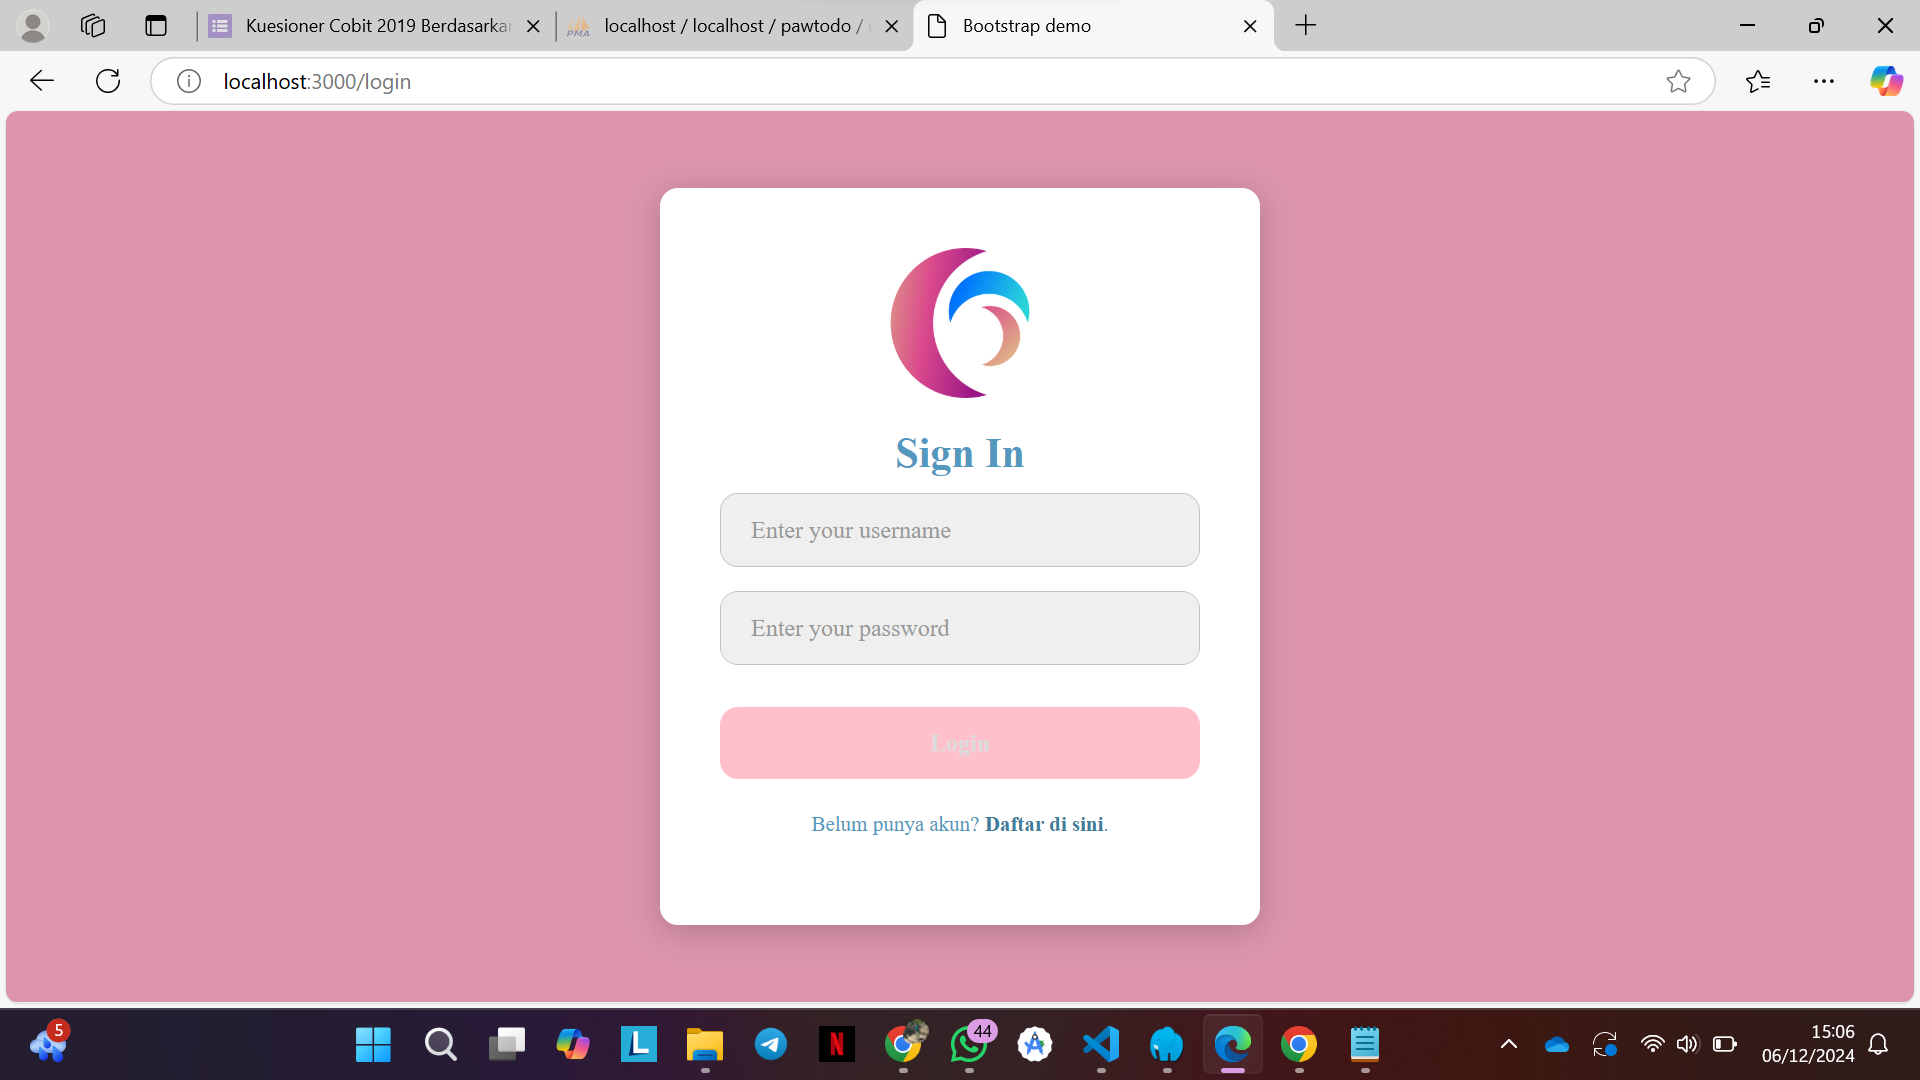 Kuesioner Cobit 2019 Berdasarkan
localhost / localhost / pawtodo /
Bootstrap demo
localhost:3000/login
Sign In
Enter your username
Enter your password
Login
Belum punya akun? Daftar di sini.
5
L
N
44
15:06
06/12/2024